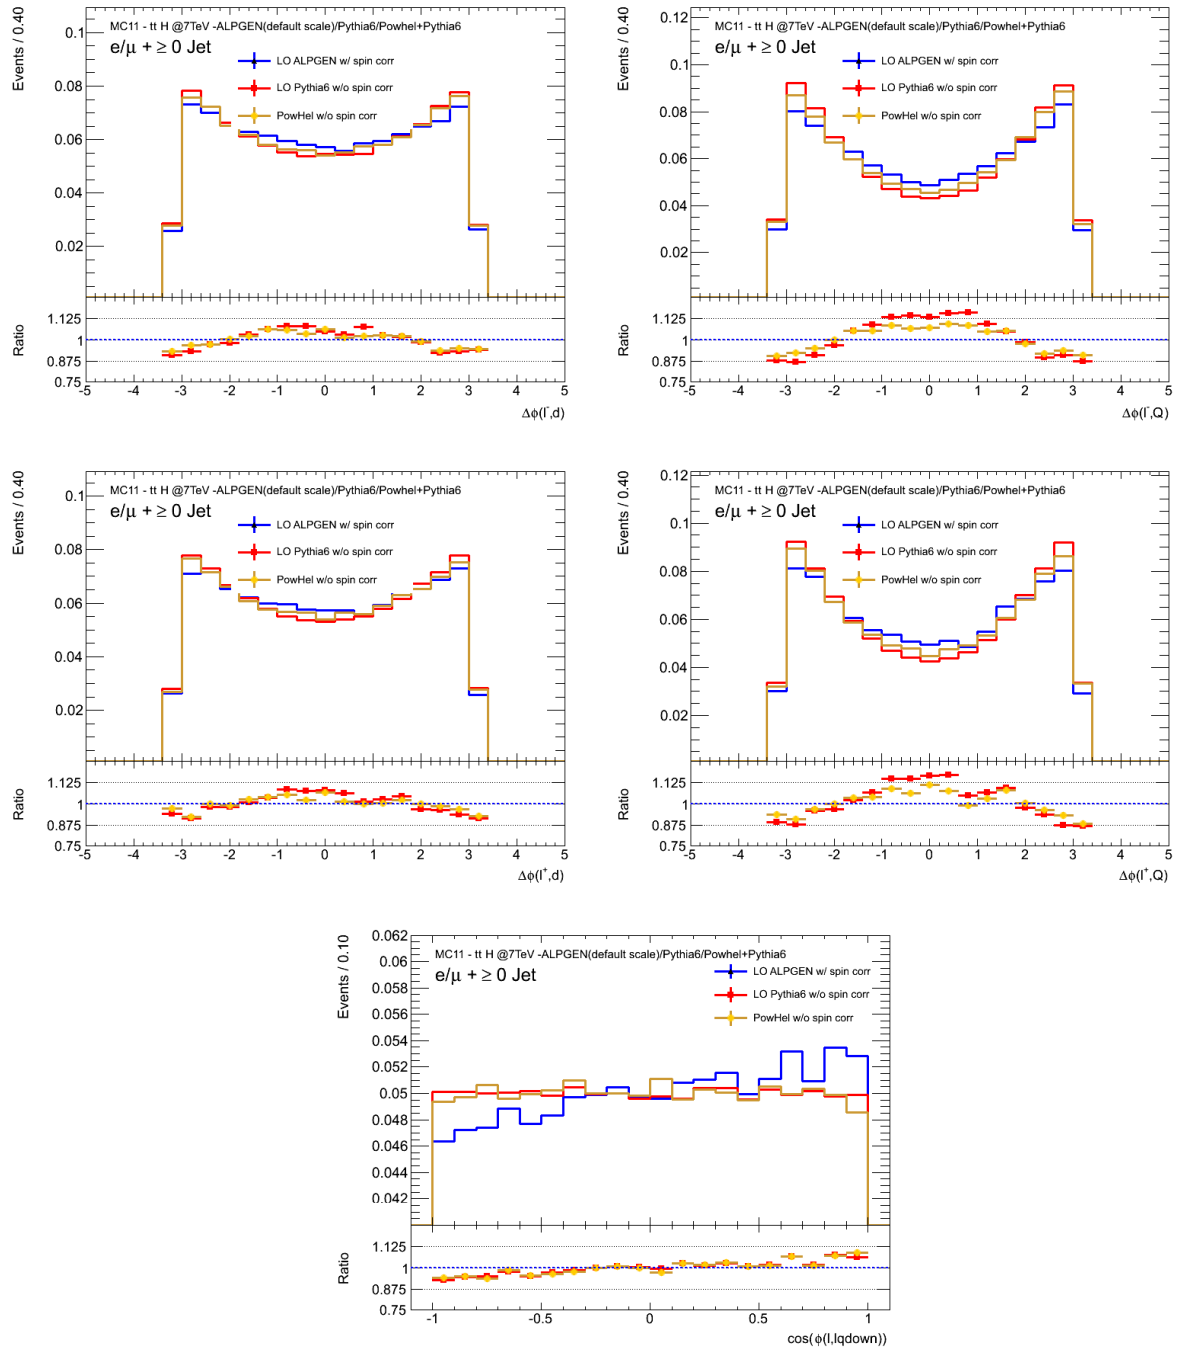 MC11 - tt H @7TeV -ALPGEN(default scale)/Pythia6/Powhel+Pythia6
e/μ + ≥ 0 Jet
LO ALPGEN w/ spin corr
LO Pythia6 w/o spin corr
PowHel w/o spin corr
Events / 0.40
0.1
0.08
0.06
0.04
0.02
Ratio
1.125
1
0.875
0.75
-5 -4 -3 -2 -1 0 1 2 3 4 5
Δφ(l⁻,d)
MC11 - tt H @7TeV -ALPGEN(default scale)/Pythia6/Powhel+Pythia6
e/μ + ≥ 0 Jet
LO ALPGEN w/ spin corr
LO Pythia6 w/o spin corr
PowHel w/o spin corr
Events / 0.40
0.12
0.1
0.08
0.06
0.04
0.02
Ratio
1.125
1
0.875
0.75
-5 -4 -3 -2 -1 0 1 2 3 4 5
Δφ(l⁻,Q)
MC11 - tt H @7TeV -ALPGEN(default scale)/Pythia6/Powhel+Pythia6
e/μ + ≥ 0 Jet
LO ALPGEN w/ spin corr
LO Pythia6 w/o spin corr
PowHel w/o spin corr
Events / 0.40
0.1
0.08
0.06
0.04
0.02
Ratio
1.125
1
0.875
0.75
-5 -4 -3 -2 -1 0 1 2 3 4 5
Δφ(l⁺,d)
MC11 - tt H @7TeV -ALPGEN(default scale)/Pythia6/Powhel+Pythia6
e/μ + ≥ 0 Jet
LO ALPGEN w/ spin corr
LO Pythia6 w/o spin corr
PowHel w/o spin corr
Events / 0.40
0.12
0.1
0.08
0.06
0.04
0.02
Ratio
1.125
1
0.875
0.75
-5 -4 -3 -2 -1 0 1 2 3 4 5
Δφ(l⁺,Q)
MC11 - tt H @7TeV -ALPGEN(default scale)/Pythia6/Powhel+Pythia6
e/μ + ≥ 0 Jet
LO ALPGEN w/ spin corr
LO Pythia6 w/o spin corr
PowHel w/o spin corr
Events / 0.10
0.062
0.06
0.058
0.056
0.054
0.052
0.05
0.048
0.046
0.044
0.042
Ratio
1.125
1
0.875
0.75
-1 -0.5 0 0.5 1
cos(φ(l,lqdown))